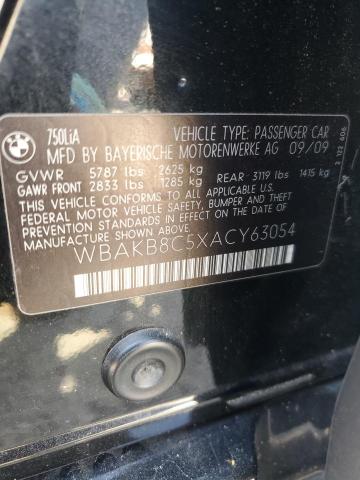 BMW
750LiA VEHICLE TYPE: PASSENGER CAR
MFD BY BAYERISCHE MOTORENWERKE AG 09/09
GVWR 5787 lbs 2625 kg
GAWR FRONT 2833 lbs 1285 kg REAR 3119 lbs 1415 kg
THIS VEHICLE CONFORMS TO ALL APPLICABLE
FEDERAL MOTOR VEHICLE SAFETY, BUMPER AND THEFT
PREVENTION STANDARDS IN EFFECT ON THE DATE OF
MANUFACTURE SHOWN ABOVE.
WBAKB8C5XACY63054